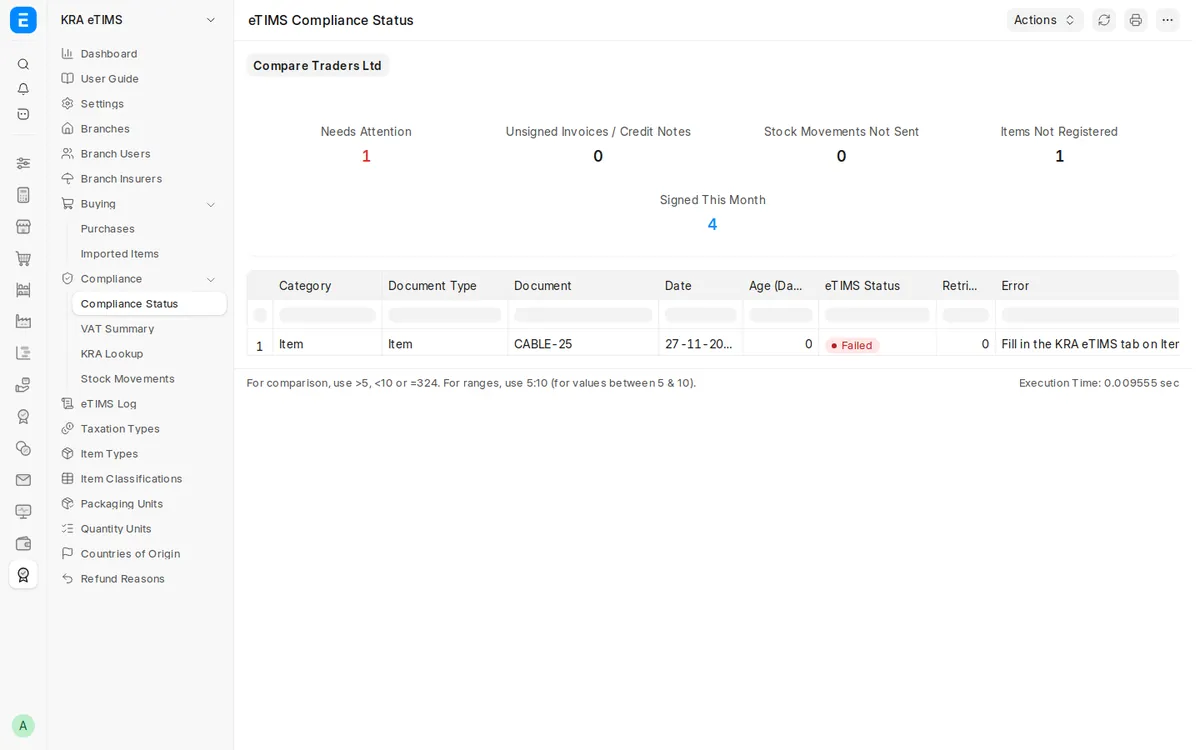 KRA eTIMS
eTIMS Compliance Status
Actions
Dashboard
User Guide
Settings
Branches
Branch Users
Branch Insurers
Buying
Purchases
Imported Items
Compliance
Compliance Status
VAT Summary
KRA Lookup
Stock Movements
eTIMS Log
Taxation Types
Item Types
Item Classifications
Packaging Units
Quantity Units
Countries of Origin
Refund Reasons
A
Compare Traders Ltd
Needs Attention
1
Unsigned Invoices / Credit Notes
0
Stock Movements Not Sent
0
Items Not Registered
1
Signed This Month
4
Category Document Type Document Date Age (Da... eTIMS Status Retri... Error
1 Item Item CABLE-25 27-11-20... 0 Failed 0 Fill in the KRA eTIMS tab on Iter
For comparison, use >5, <10 or =324. For ranges, use 5:10 (for values between 5 & 10).
Execution Time: 0.009555 sec